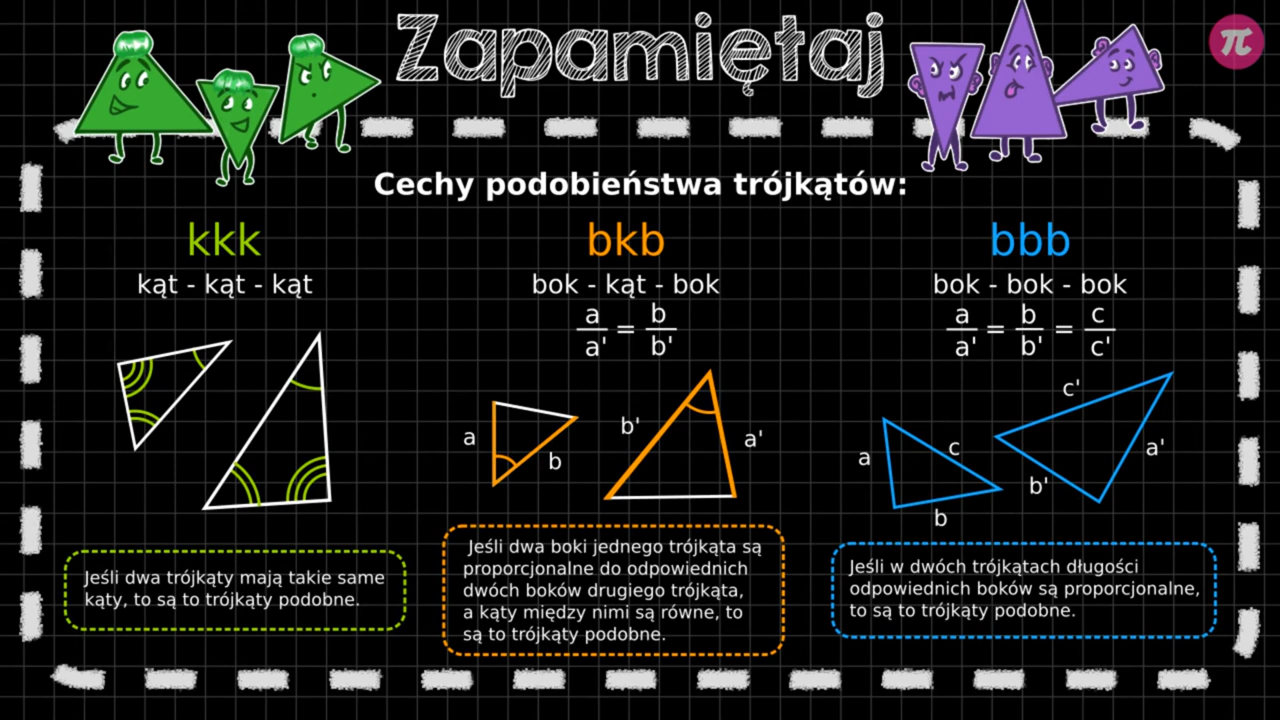 Zapamiętaj
π
Cechy podobieństwa trójkątów:
kkk
kąt - kąt - kąt
Jeśli dwa trójkąty mają takie same
kąty, to są to trójkąty podobne.
bkb
bok - kąt - bok
a/a' = b/b'
a
b
b'
a'
Jeśli dwa boki jednego trójkąta są
proporcjonalne do odpowiednich
dwóch boków drugiego trójkąta,
a kąty między nimi są równe, to
są to trójkąty podobne.
bbb
bok - bok - bok
a/a' = b/b' = c/c'
a
c
b
c'
b'
a'
Jeśli w dwóch trójkątach długości
odpowiednich boków są proporcjonalne,
to są to trójkąty podobne.